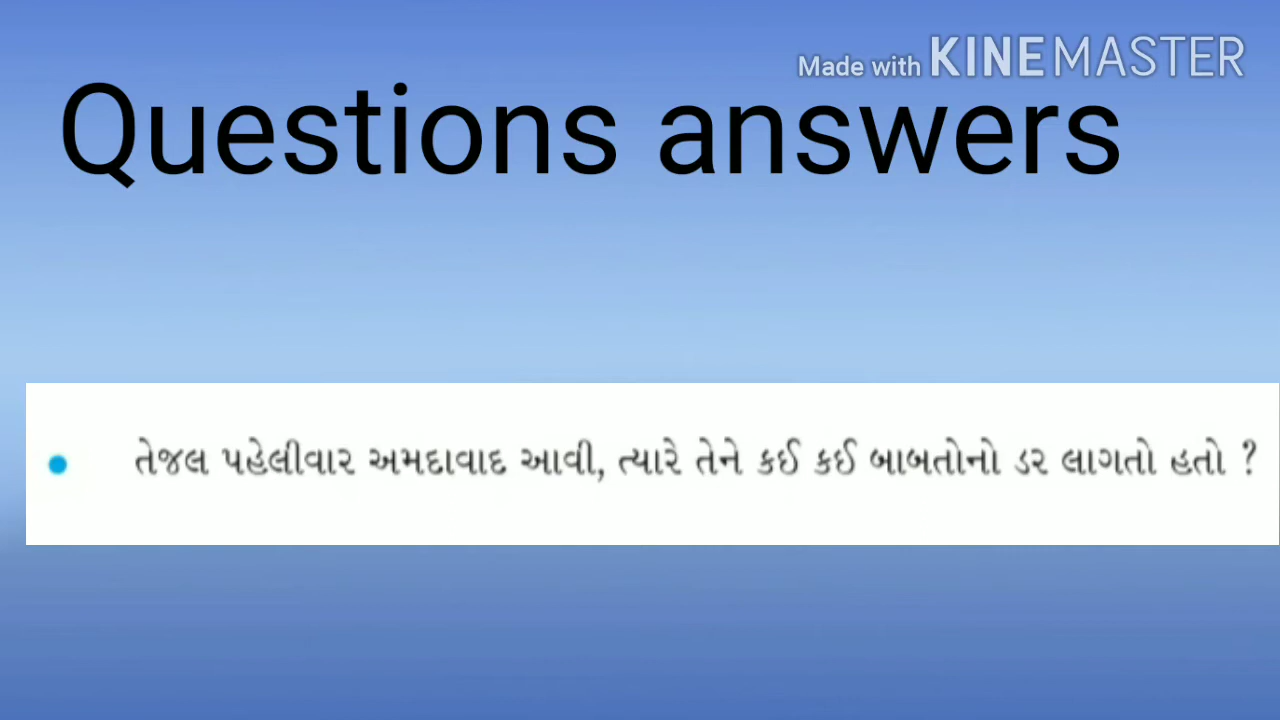 Made with KINEMASTER
Questions answers
• તેજલ પહેલીવાર અમદાવાદ આવી, ત્યારે તેને કઈ કઈ બાબતોનો ડર લાગતો હતો ?